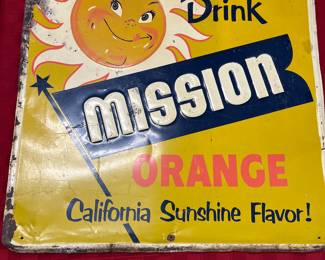 Drink
mission
ORANGE
California Sunshine Flavor!